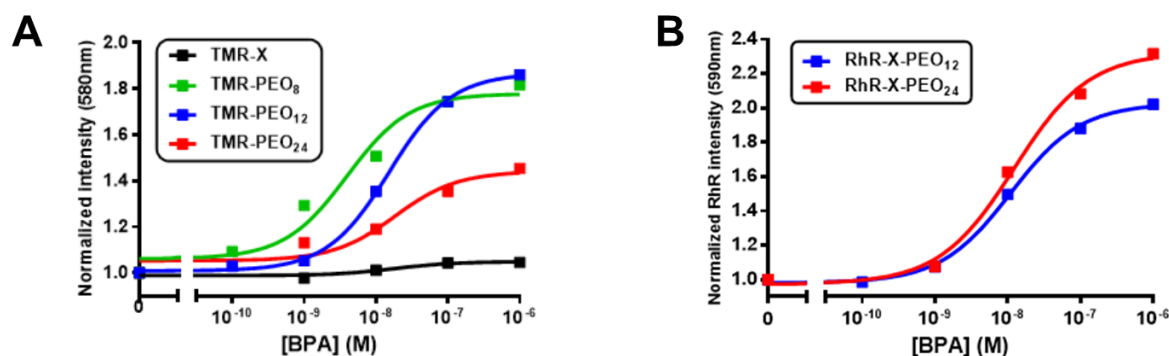 A
Normalized Intensity (580nm)
2.0
1.8
1.6
1.4
1.2
1.0
TMR-X
TMR-PEO₈
TMR-PEO₁₂
TMR-PEO₂₄
0
10⁻¹⁰
10⁻⁹
10⁻⁸
10⁻⁷
10⁻⁶
[BPA] (M)
B
Normalized RhR intensity (590nm)
2.4
2.2
2.0
1.8
1.6
1.4
1.2
1.0
RhR-X-PEO₁₂
RhR-X-PEO₂₄
0
10⁻¹⁰
10⁻⁹
10⁻⁸
10⁻⁷
10⁻⁶
[BPA] (M)